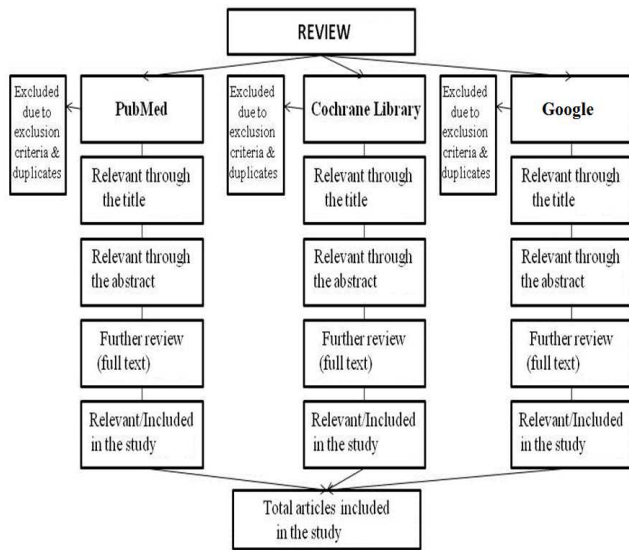 REVIEW
Excluded
due to
exclusion
criteria &
duplicates
PubMed
Excluded
due to
exclusion
criteria &
duplicates
Cochrane Library
Excluded
due to
exclusion
criteria &
duplicates
Google
Relevant through
the title
Relevant through
the title
Relevant through
the title
Relevant through
the abstract
Relevant through
the abstract
Relevant through
the abstract
Further review
(full text)
Further review
(full text)
Further review
(full text)
Relevant/Included
in the study
Relevant/Included
in the study
Relevant/Included
in the study
Total articles included
in the study